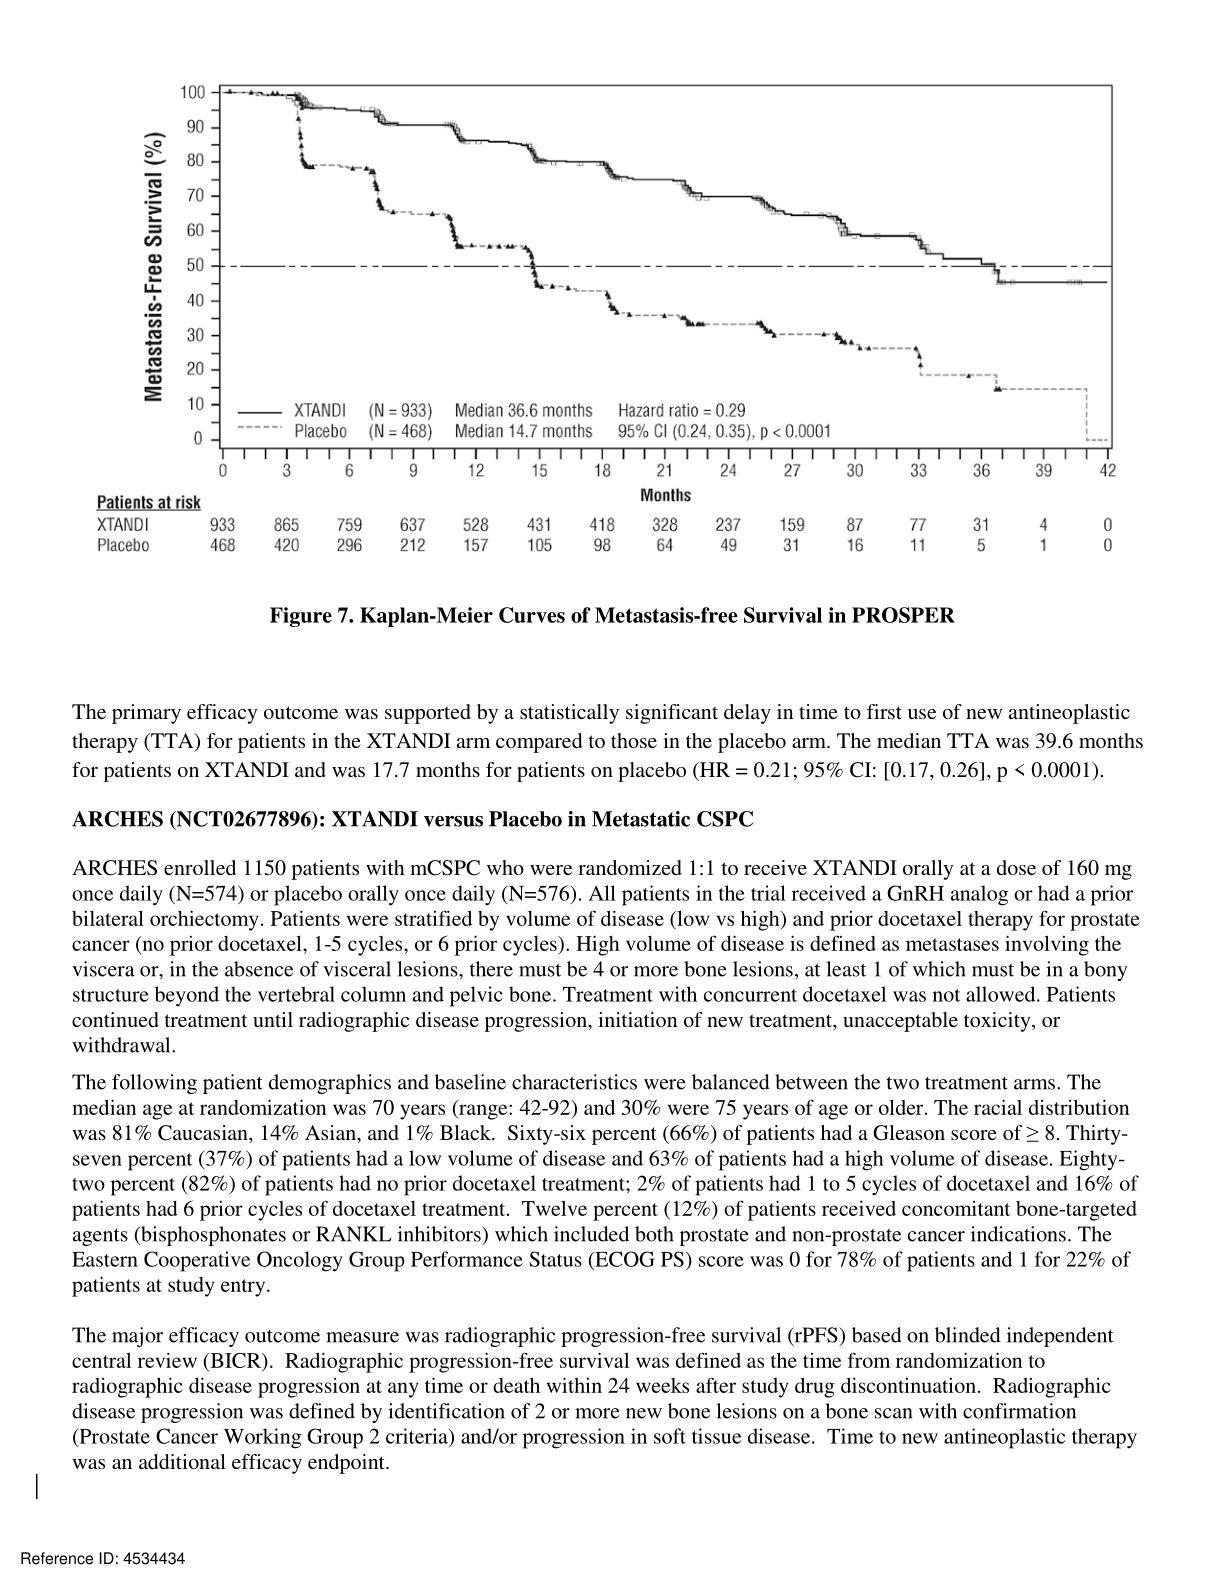 100
90
80
70
60
50
40
30
20
10
0
Metastasis-Free Survival (%)
XTANDI (N = 933) Median 36.6 months Hazard ratio = 0.29
Placebo (N = 468) Median 14.7 months 95% CI (0.24, 0.35), p < 0.0001
0 3 6 9 12 15 18 21 24 27 30 33 36 39 42
Months
Patients at risk
XTANDI 933 865 759 637 528 431 418 328 237 159 87 77 31 4 0
Placebo 468 420 296 212 157 105 98 64 49 31 16 11 5 1 0
Figure 7. Kaplan-Meier Curves of Metastasis-free Survival in PROSPER
The primary efficacy outcome was supported by a statistically significant delay in time to first use of new antineoplastic
therapy (TTA) for patients in the XTANDI arm compared to those in the placebo arm. The median TTA was 39.6 months
for patients on XTANDI and was 17.7 months for patients on placebo (HR = 0.21; 95% CI: [0.17, 0.26], p < 0.0001).
ARCHES (NCT02677896): XTANDI versus Placebo in Metastatic CSPC
ARCHES enrolled 1150 patients with mCSPC who were randomized 1:1 to receive XTANDI orally at a dose of 160 mg
once daily (N=574) or placebo orally once daily (N=576). All patients in the trial received a GnRH analog or had a prior
bilateral orchiectomy. Patients were stratified by volume of disease (low vs high) and prior docetaxel therapy for prostate
cancer (no prior docetaxel, 1-5 cycles, or 6 prior cycles). High volume of disease is defined as metastases involving the
viscera or, in the absence of visceral lesions, there must be 4 or more bone lesions, at least 1 of which must be in a bony
structure beyond the vertebral column and pelvic bone. Treatment with concurrent docetaxel was not allowed. Patients
continued treatment until radiographic disease progression, initiation of new treatment, unacceptable toxicity, or
withdrawal.
The following patient demographics and baseline characteristics were balanced between the two treatment arms. The
median age at randomization was 70 years (range: 42-92) and 30% were 75 years of age or older. The racial distribution
was 81% Caucasian, 14% Asian, and 1% Black. Sixty-six percent (66%) of patients had a Gleason score of ≥ 8. Thirty-
seven percent (37%) of patients had a low volume of disease and 63% of patients had a high volume of disease. Eighty-
two percent (82%) of patients had no prior docetaxel treatment; 2% of patients had 1 to 5 cycles of docetaxel and 16% of
patients had 6 prior cycles of docetaxel treatment. Twelve percent (12%) of patients received concomitant bone-targeted
agents (bisphosphonates or RANKL inhibitors) which included both prostate and non-prostate cancer indications. The
Eastern Cooperative Oncology Group Performance Status (ECOG PS) score was 0 for 78% of patients and 1 for 22% of
patients at study entry.
The major efficacy outcome measure was radiographic progression-free survival (rPFS) based on blinded independent
central review (BICR). Radiographic progression-free survival was defined as the time from randomization to
radiographic disease progression at any time or death within 24 weeks after study drug discontinuation. Radiographic
disease progression was defined by identification of 2 or more new bone lesions on a bone scan with confirmation
(Prostate Cancer Working Group 2 criteria) and/or progression in soft tissue disease. Time to new antineoplastic therapy
was an additional efficacy endpoint.
Reference ID: 4534434